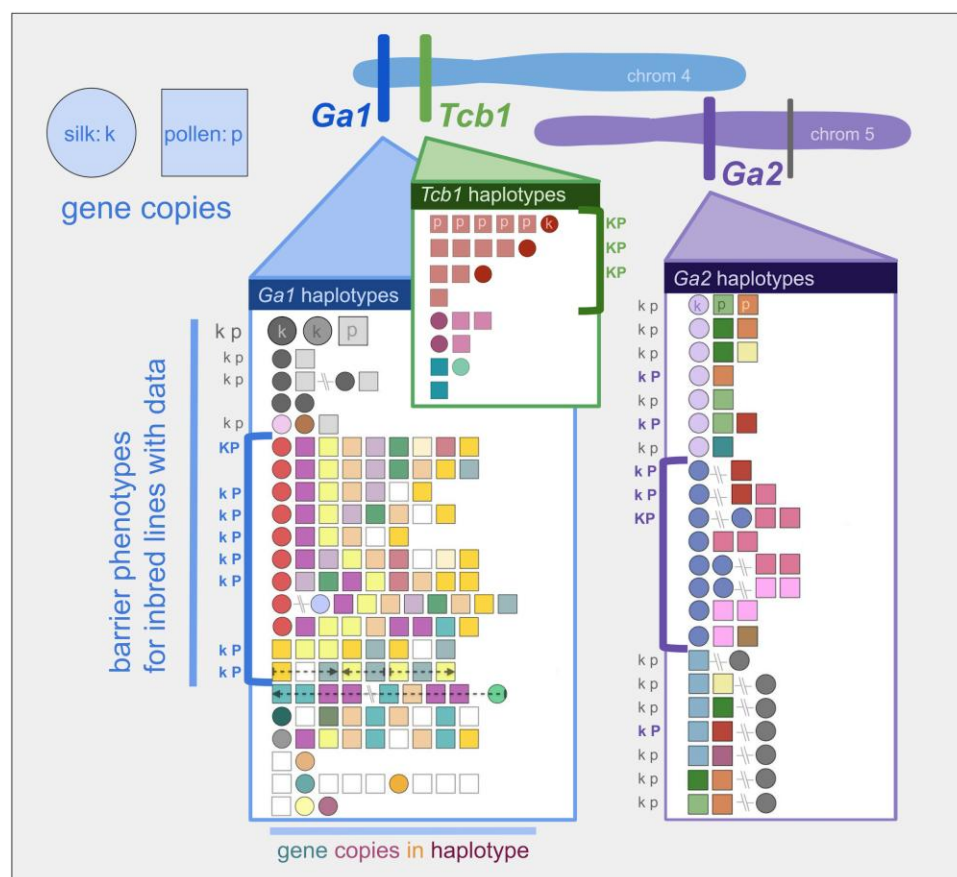 chrom 4
Ga1
Tcb1
silk: k
pollen: p
chrom 5
Ga2
gene copies
Tcb1 haplotypes
p p p p p k
KP
KP
KP
Ga1 haplotypes
k p
k
k
p
k p
k p
k p
KP
k P
k P
k P
k P
k P
k P
k P
barrier phenotypes
for inbred lines with data
gene copies in haplotype
Ga2 haplotypes
k p
k
p
p
k p
k p
k P
k p
k P
k p
k P
k P
KP
k p
k p
k p
k P
k p
k p
k p